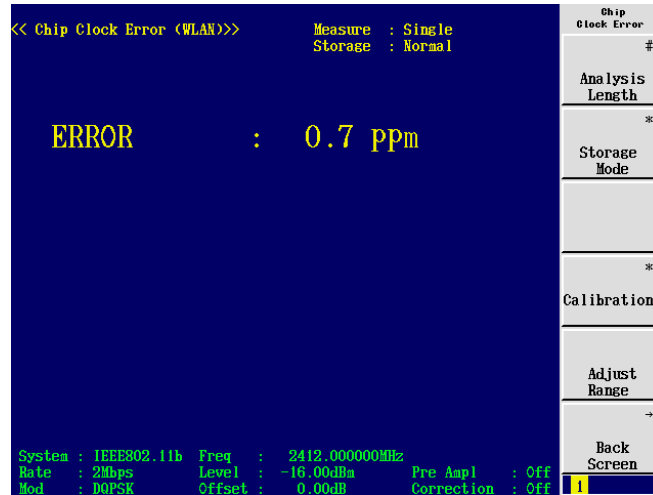 << Chip Clock Error (WLAN)>> Measure : Single
Storage : Normal
ERROR : 0.7 ppm
System : IEEE802.11b Freq : 2412.000000MHz
Rate : 2Mbps Level : -16.00dBm Pre Ampl : Off
Mod : DQPSK Offset : 0.00dB Correction : Off
Chip
Clock Error
#
Analysis
Length
*
Storage
Mode
*
Calibration
Adjust
Range
→
Back
Screen
1